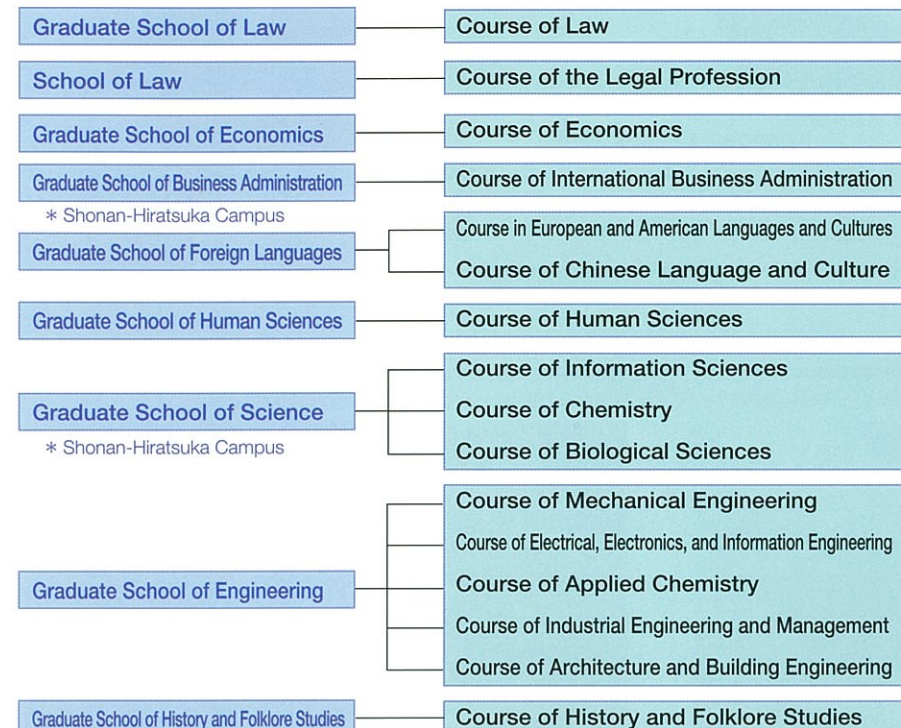 Graduate School of Law
Course of Law
School of Law
Course of the Legal Profession
Graduate School of Economics
Course of Economics
Graduate School of Business Administration
Course of International Business Administration
* Shonan-Hiratsuka Campus
Graduate School of Foreign Languages
Course in European and American Languages and Cultures
Course of Chinese Language and Culture
Graduate School of Human Sciences
Course of Human Sciences
Graduate School of Science
* Shonan-Hiratsuka Campus
Course of Information Sciences
Course of Chemistry
Course of Biological Sciences
Graduate School of Engineering
Course of Mechanical Engineering
Course of Electrical, Electronics, and Information Engineering
Course of Applied Chemistry
Course of Industrial Engineering and Management
Course of Architecture and Building Engineering
Graduate School of History and Folklore Studies
Course of History and Folklore Studies